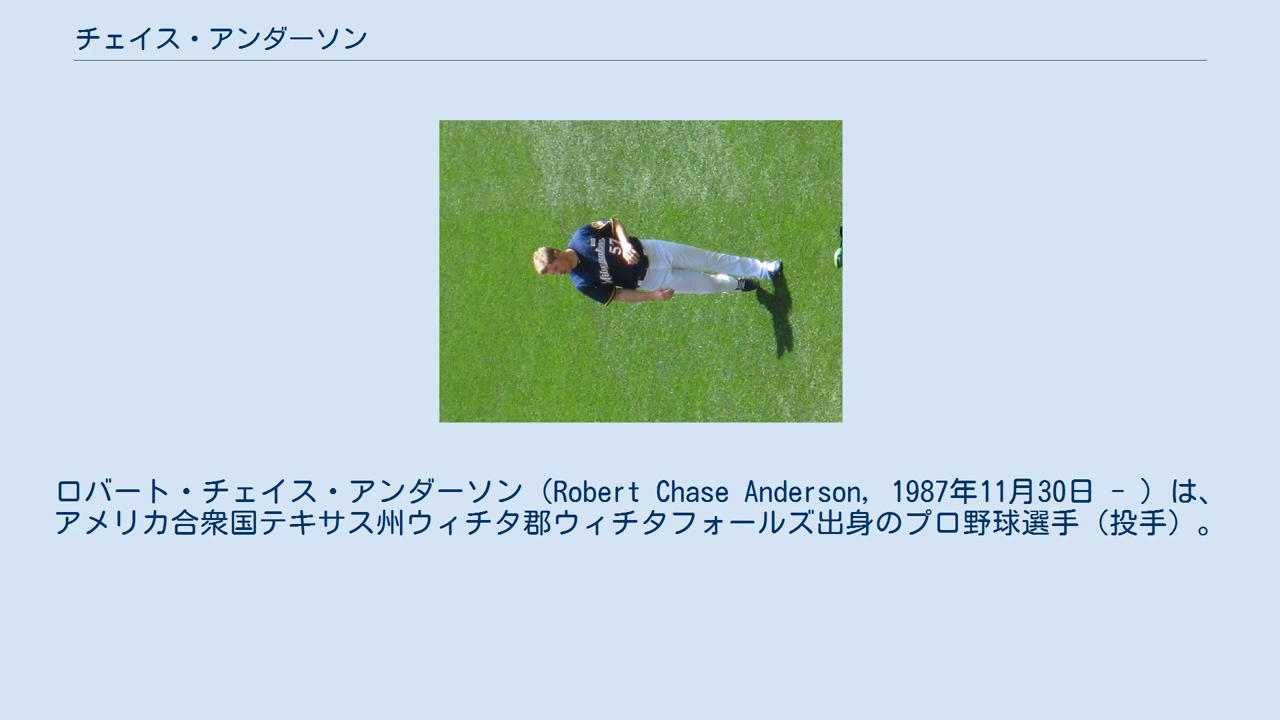 チェイス・アンダーソン
Milwaukee
57
ロバート・チェイス・アンダーソン（Robert Chase Anderson, 1987年11月30日 - ）は、
アメリカ合衆国テキサス州ウィチタ郡ウィチタフォールズ出身のプロ野球選手（投手）。